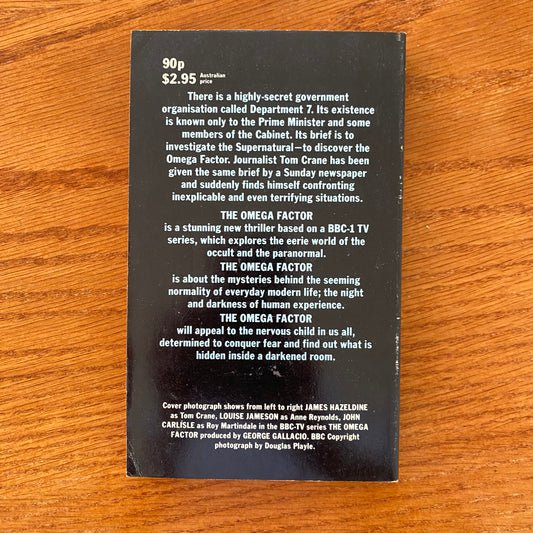 90p
$2.95 Australian price
There is a highly-secret government
organisation called Department 7. Its existence
is known only to the Prime Minister and some
members of the Cabinet. Its brief is to
investigate the Supernatural—to discover the
Omega Factor. Journalist Tom Crane has been
given the same brief by a Sunday newspaper
and suddenly finds himself confronting
inexplicable and even terrifying situations.
THE OMEGA FACTOR
is a stunning new thriller based on a BBC-1 TV
series, which explores the eerie world of the
occult and the paranormal.
THE OMEGA FACTOR
is about the mysteries behind the seeming
normality of everyday modern life; the night
and darkness of human experience.
THE OMEGA FACTOR
will appeal to the nervous child in us all,
determined to conquer fear and find out what is
hidden inside a darkened room.
Cover photograph shows from left to right JAMES HAZELDINE
as Tom Crane, LOUISE JAMESON as Anne Reynolds, JOHN
CARLISLE as Roy Martindale in the BBC-TV series THE OMEGA
FACTOR produced by GEORGE GALLACIO. BBC Copyright
photograph by Douglas Playle.